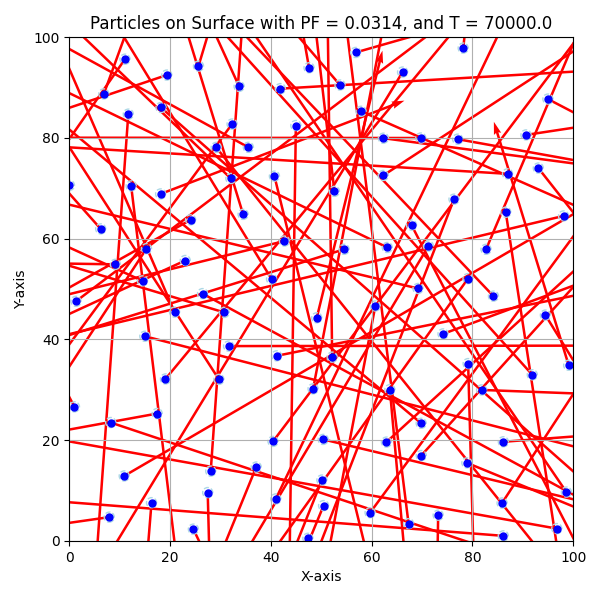 Particles on Surface with PF = 0.0314, and T = 70000.0
100
80
60
40
20
0
Y-axis
0 20 40 60 80 100
X-axis